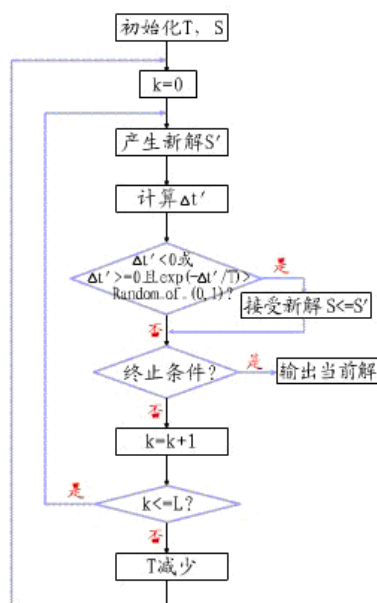 初始化T，S
k=0
产生新解S′
计算Δt′
Δt′<0或
Δt′>=0且exp(-Δt′/T)>
Random of (0,1)?
是
接受新解 S<=S′
否
终止条件?
是
输出当前解
否
k=k+1
是
k<=L?
否
T减少